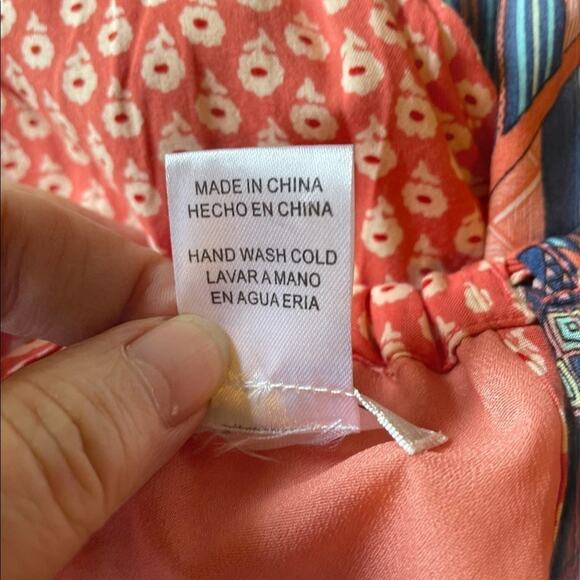 MADE IN CHINA
HECHO EN CHINA
HAND WASH COLD
LAVAR A MANO
EN AGUA ERIA